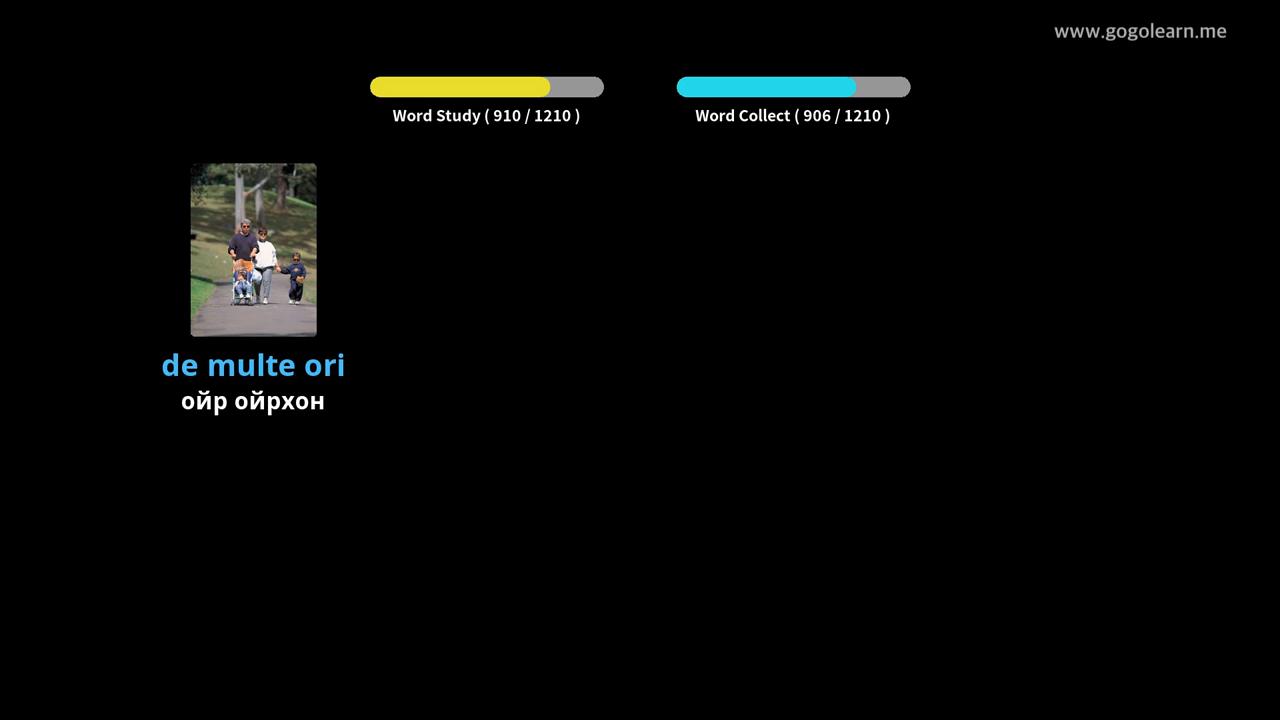 www.gogolearn.me
Word Study ( 910 / 1210 )
Word Collect ( 906 / 1210 )
de multe ori
ойр ойрхон